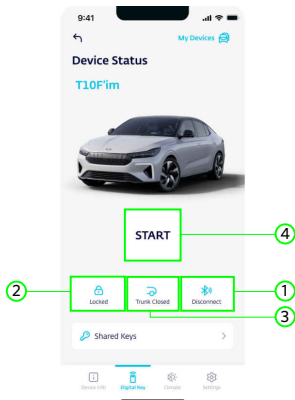 9:41
My Devices
Device Status
T10F'im
START
4
2
1
Locked
Trunk Closed
Disconnect
3
Shared Keys
Device Info
Digital Key
Climate
Settings